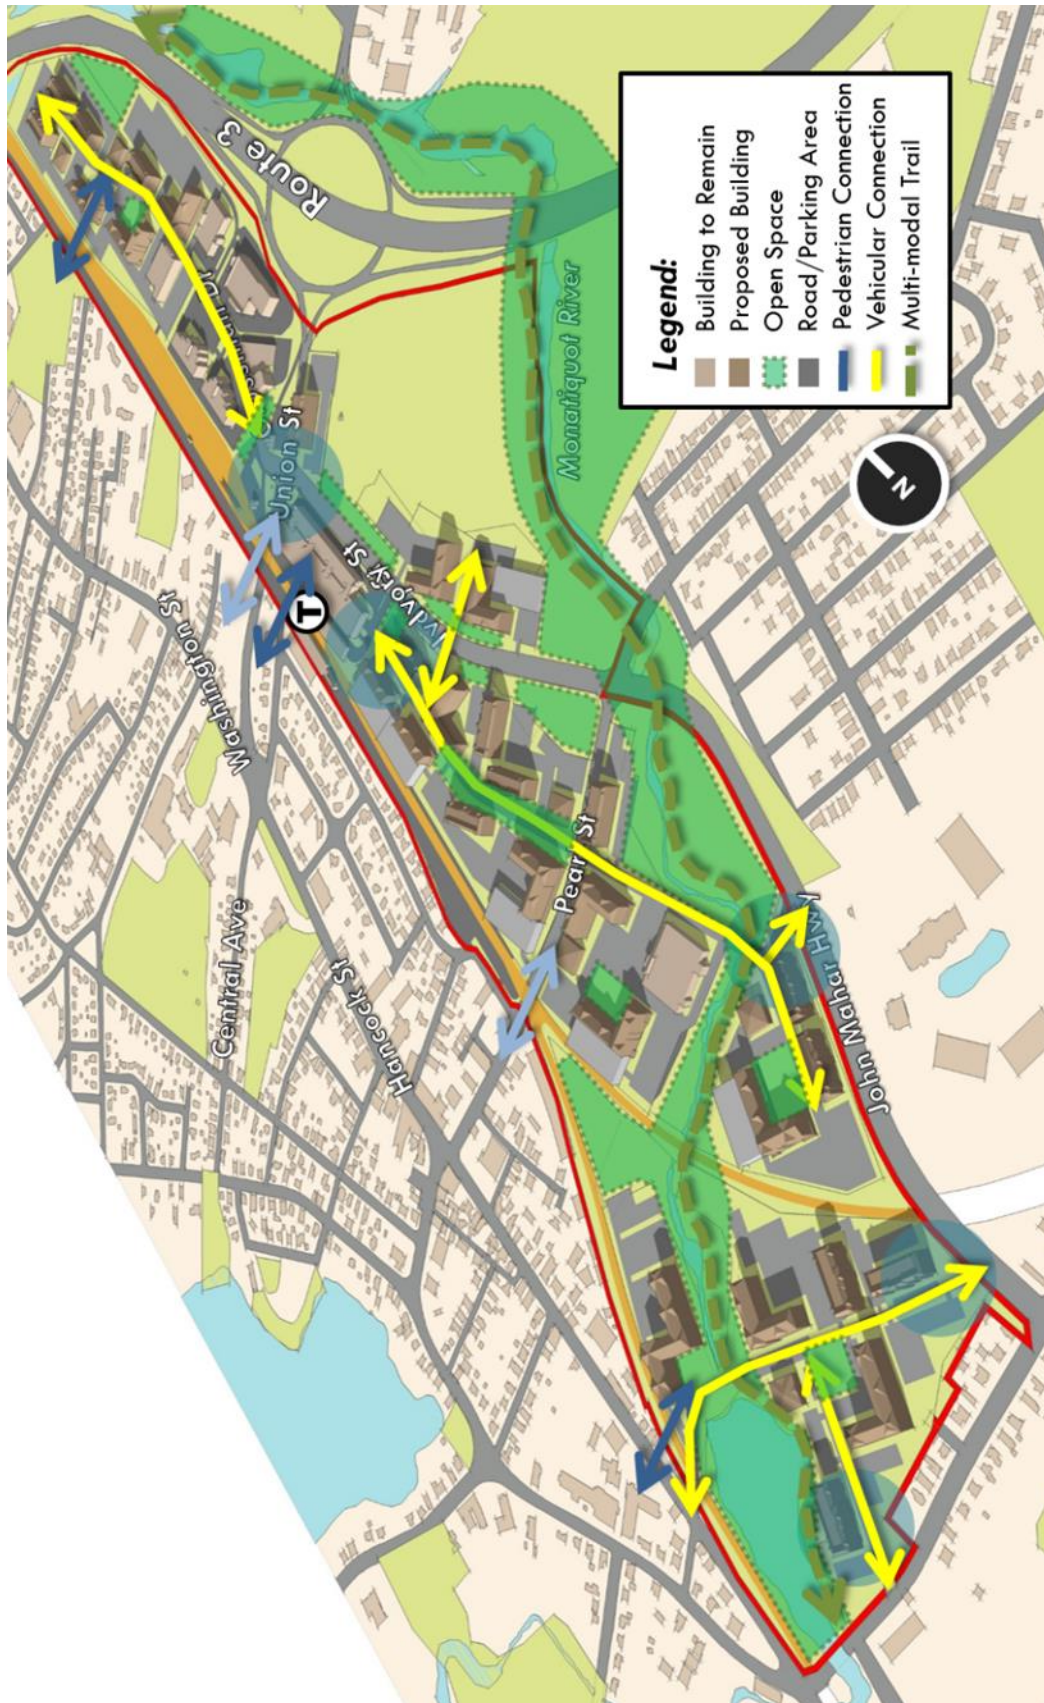 Route 3
Union St
Ivory St
Washington St
Central Ave
Hancock St
Pearl St
John Mahar Hwy
Monatiquot River
T
N
Legend:
Building to Remain
Proposed Building
Open Space
Road/Parking Area
Pedestrian Connection
Vehicular Connection
Multi-modal Trail